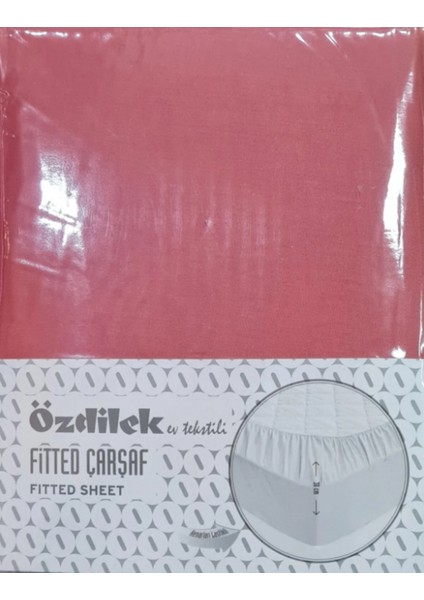 Özdilek ev tekstili
FİTTED ÇARŞAF
FITTED SHEET